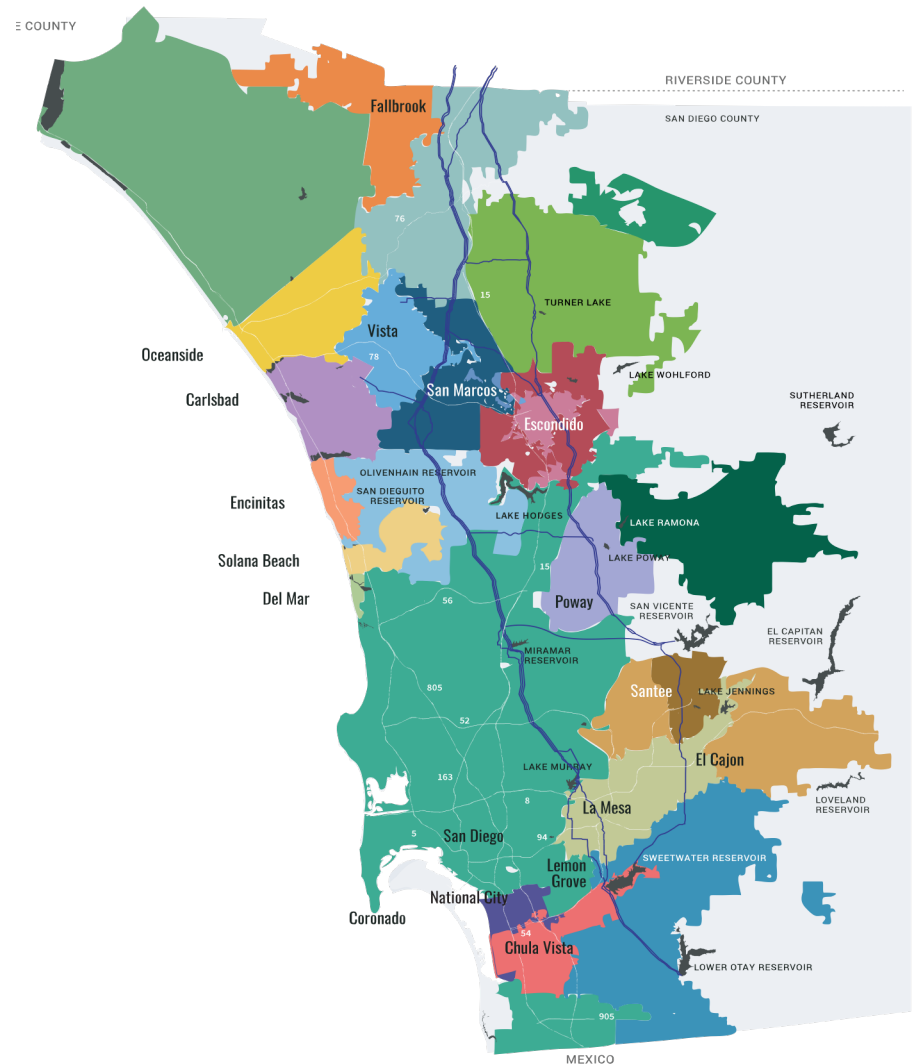 E COUNTY
RIVERSIDE COUNTY
SAN DIEGO COUNTY
Fallbrook
76
15
TURNER LAKE
Vista
Oceanside
78
LAKE WOHLFORD
San Marcos
Carlsbad
SUTHERLAND
RESERVOIR
Escondido
OLIVENHAIN RESERVOIR
SAN DIEGUITO
RESERVOIR
Encinitas
LAKE HODGES
LAKE RAMONA
LAKE POWAY
Solana Beach
15
Del Mar
56
Poway
SAN VICENTE
RESERVOIR
EL CAPITAN
RESERVOIR
MIRAMAR
RESERVOIR
805
Santee
LAKE JENNINGS
52
El Cajon
LAKE MURRAY
163
8
La Mesa
LOVELAND
RESERVOIR
5
San Diego
94
SWEETWATER RESERVOIR
Lemon
Grove
National City
Coronado
54
Chula Vista
LOWER OTAY RESERVOIR
905
MEXICO